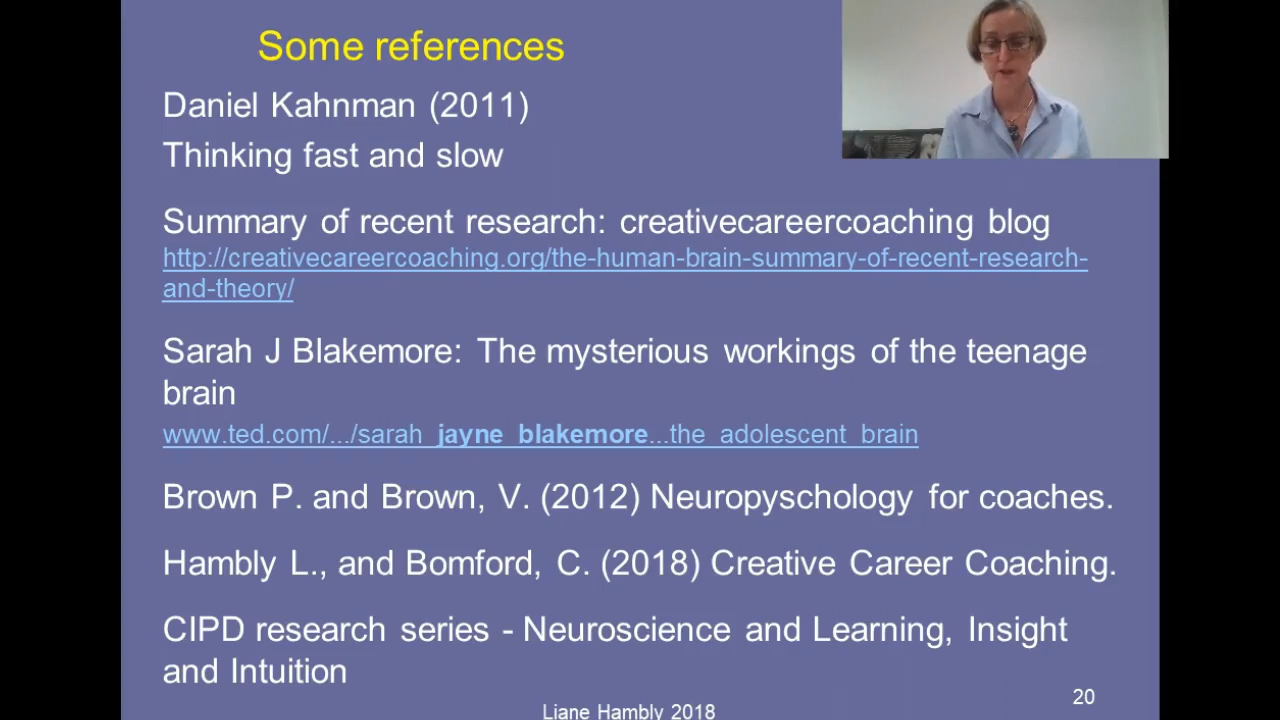 Some references
Daniel Kahnman (2011)
Thinking fast and slow
Summary of recent research: creativecareercoaching blog
http://creativecareercoaching.org/the-human-brain-summary-of-recent-research-
and-theory/
Sarah J Blakemore: The mysterious workings of the teenage
brain
www.ted.com/.../sarah_jayne_blakemore...the_adolescent_brain
Brown P. and Brown, V. (2012) Neuropyschology for coaches.
Hambly L., and Bomford, C. (2018) Creative Career Coaching.
CIPD research series - Neuroscience and Learning, Insight
and Intuition
20
Liane Hambly 2018